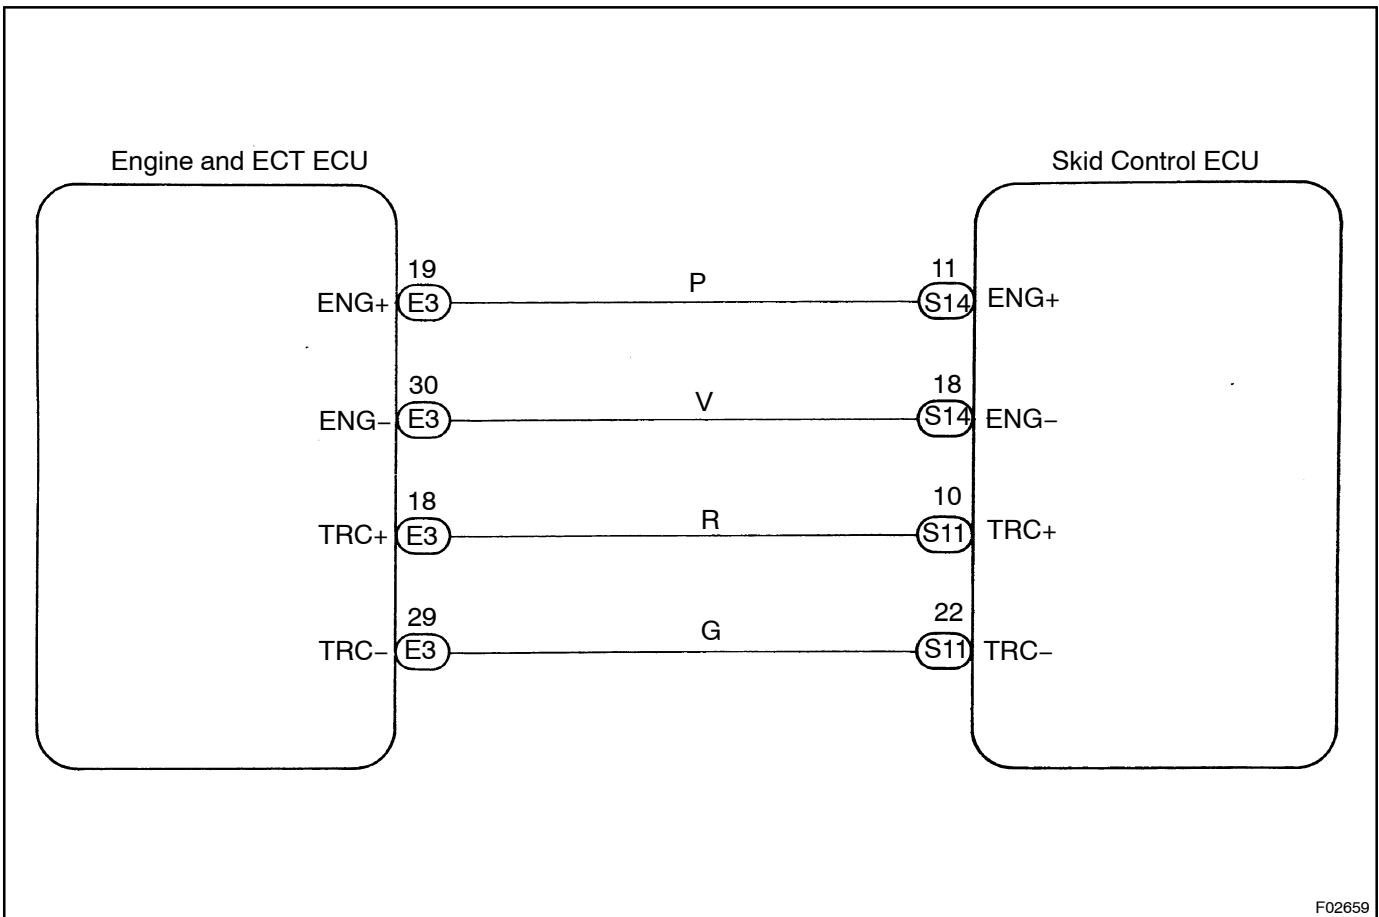 Engine and ECT ECU
Skid Control ECU
19
P
11
ENG+
E3
S14
ENG+
30
V
18
ENG−
E3
S14
ENG−
18
R
10
TRC+
E3
S11
TRC+
29
G
22
TRC−
E3
S11
TRC−
F02659